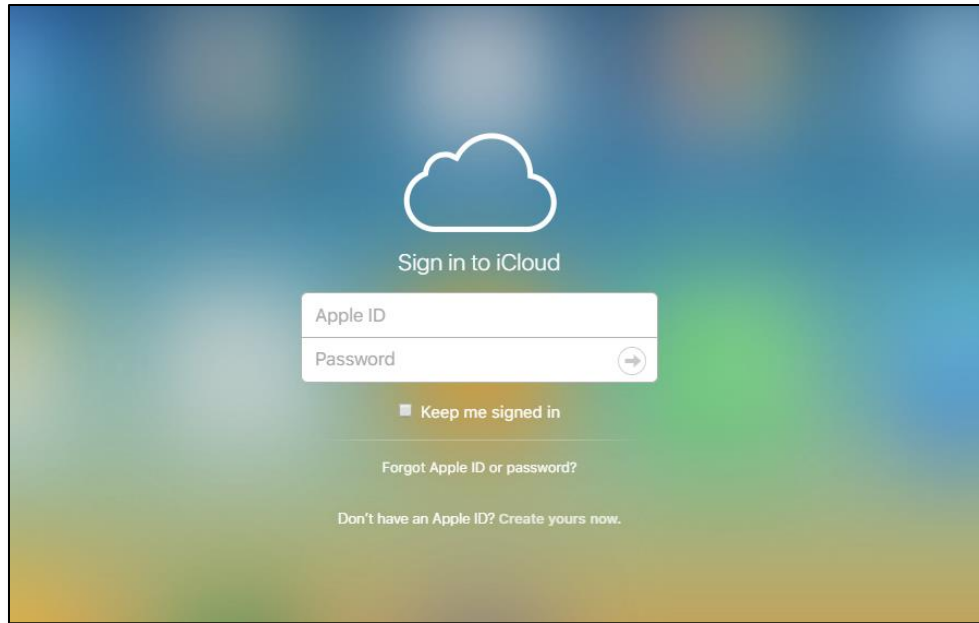 Sign in to iCloud
Apple ID
Password
Keep me signed in
Forgot Apple ID or password?
Don't have an Apple ID? Create yours now.